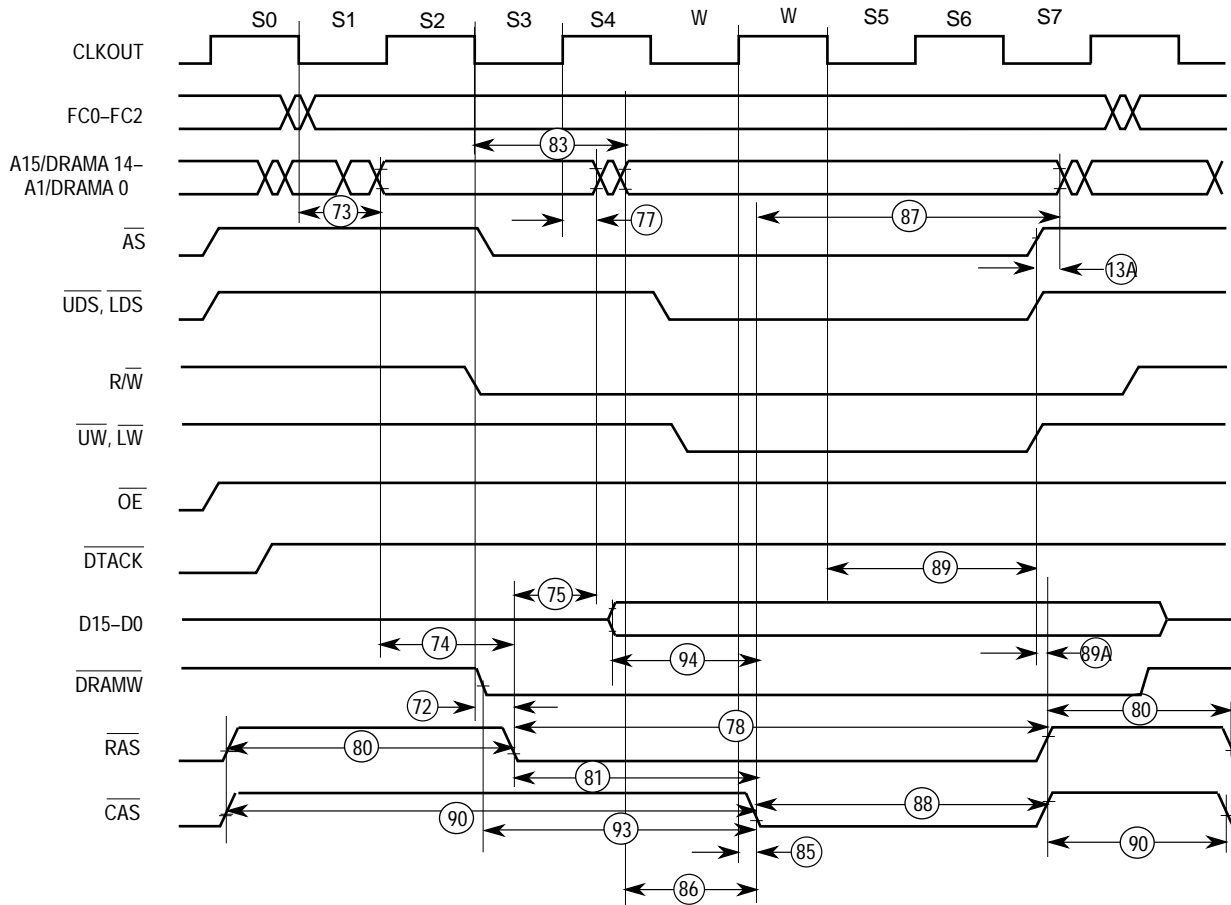 S0 S1 S2 S3 S4 W W S5 S6 S7
CLKOUT
FC0–FC2
83
A15/DRAMA 14–
A1/DRAMA 0
73
77
87
AS
13A
UDS, LDS
R/W
UW, LW
OE
DTACK
89
75
D15–D0
74
94
89A
DRAMW
72
78
80
RAS
80
81
CAS
90
88
93
85
90
86